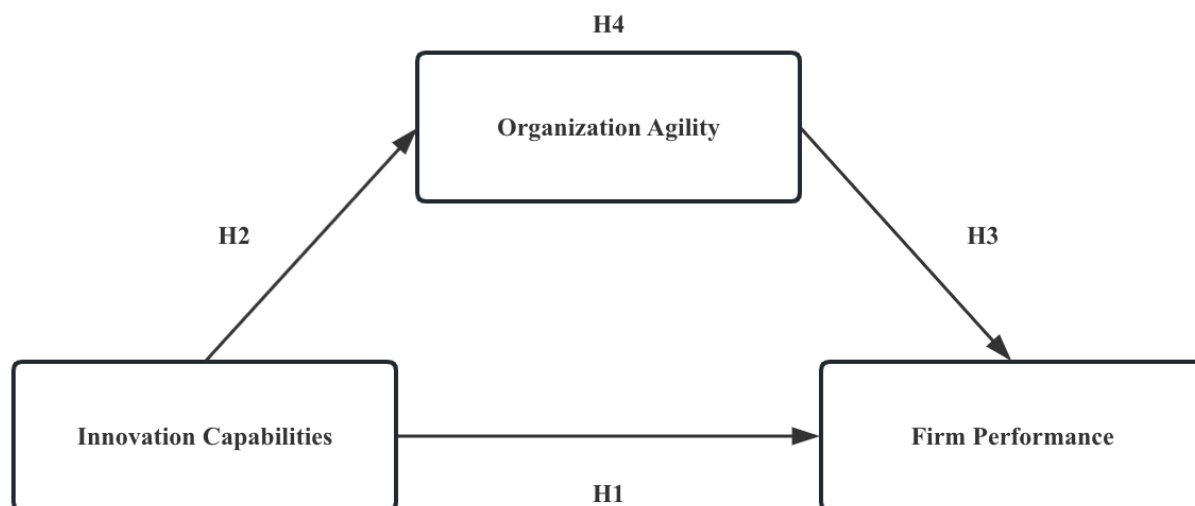 H4
Organization Agility
H2
H3
Innovation Capabilities
Firm Performance
H1